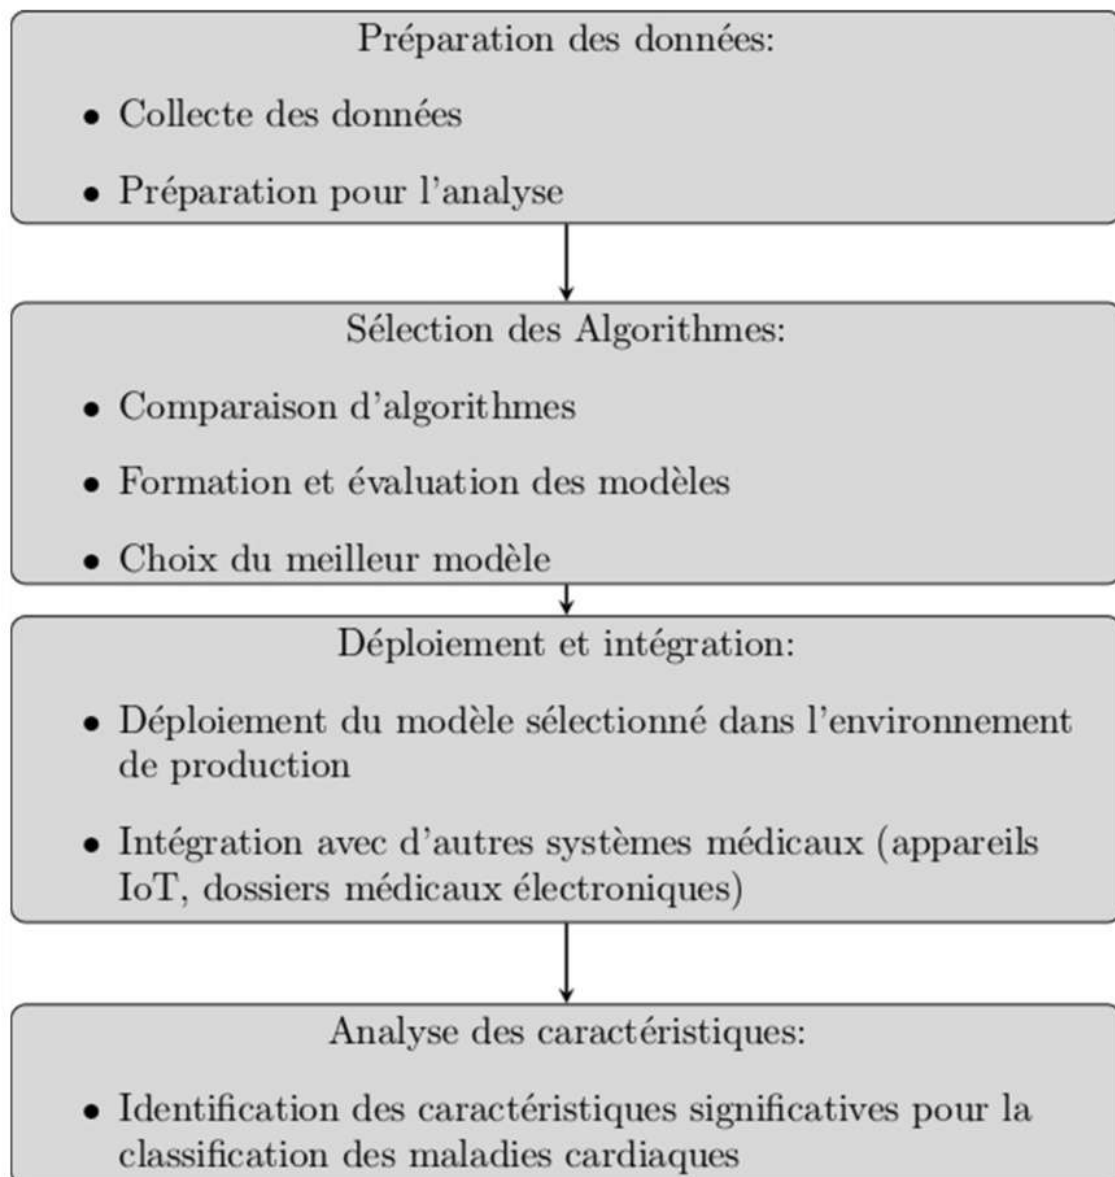 Préparation des données:
• Collecte des données
• Préparation pour l'analyse
Sélection des Algorithmes:
• Comparaison d'algorithmes
• Formation et évaluation des modèles
• Choix du meilleur modèle
Déploiement et intégration:
• Déploiement du modèle sélectionné dans l'environnement
de production
• Intégration avec d'autres systèmes médicaux (appareils
IoT, dossiers médicaux électroniques)
Analyse des caractéristiques:
• Identification des caractéristiques significatives pour la
classification des maladies cardiaques